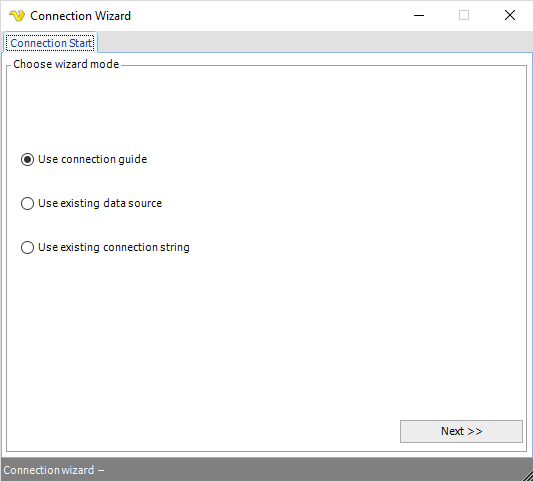 Connection Wizard
Connection Start
Choose wizard mode
Use connection guide
Use existing data source
Use existing connection string
Next >>
Connection wizard –